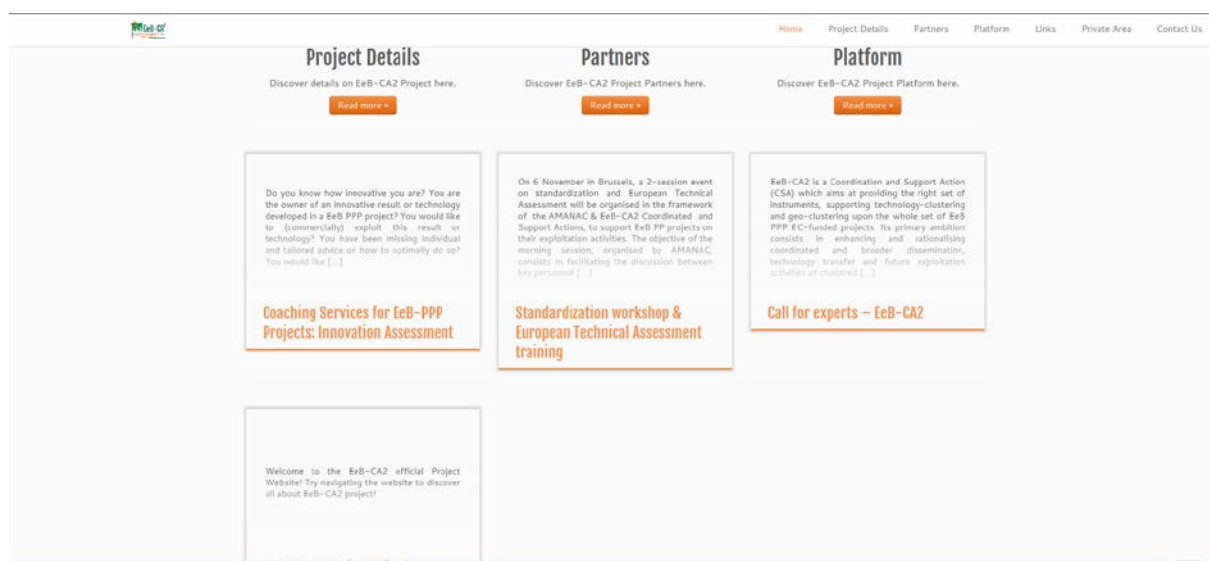 EeB-CA²
Home Project Details Partners Platform Links Private Area Contact Us
Project Details
Discover details on EeB-CA2 Project here.
Read more »
Partners
Discover EeB-CA2 Project Partners here.
Read more »
Platform
Discover EeB-CA2 Project Platform here.
Read more »
Do you know how innovative you are? You are
the owner of an innovative result or technology
developed in a EeB PPP project? You would like
to (commercially) exploit this result or
technology? You have been missing individual
and tailored advice on how to optimally do so?
You would like [...]
Coaching Services for EeB-PPP
Projects: Innovation Assessment
On 6 November in Brussels, a 2-session event
on standardization and European Technical
Assessment will be organised in the framework
of the AMANAC & EeB-CA2 Coordinated and
Support Actions, to support EeB PP projects on
their exploitation activities. The objective of the
morning session, organised by AMANAC,
consists in facilitating the discussion between
key personnel [...]
Standardization workshop &
European Technical Assessment
training
EeB-CA2 is a Coordination and Support Action
(CSA) which aims at providing the right set of
instruments, supporting technology-clustering
and geo-clustering upon the whole set of EeB
PPP EC-funded projects. Its primary ambition
consists in enhancing and rationalising
coordinated and broader dissemination,
technology transfer and future exploitation
activities of clustered [...]
Call for experts – EeB-CA2
Welcome to the EeB-CA2 official Project
Website! Try navigating the website to discover
all about EeB-CA2 project!